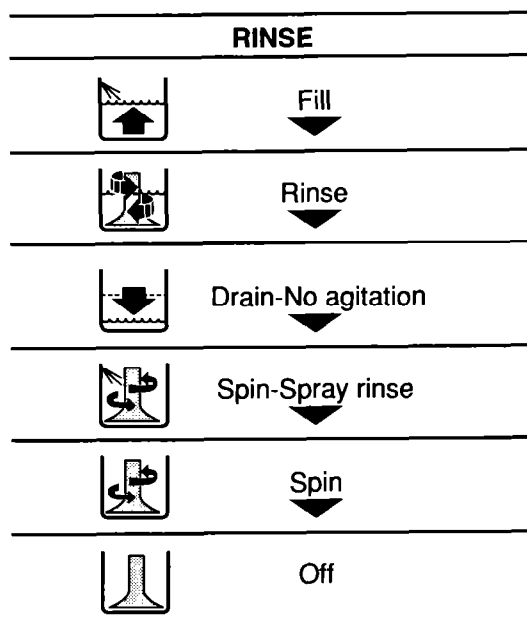 RINSE
Fill
Rinse
Drain-No agitation
Spin-Spray rinse
Spin
Off